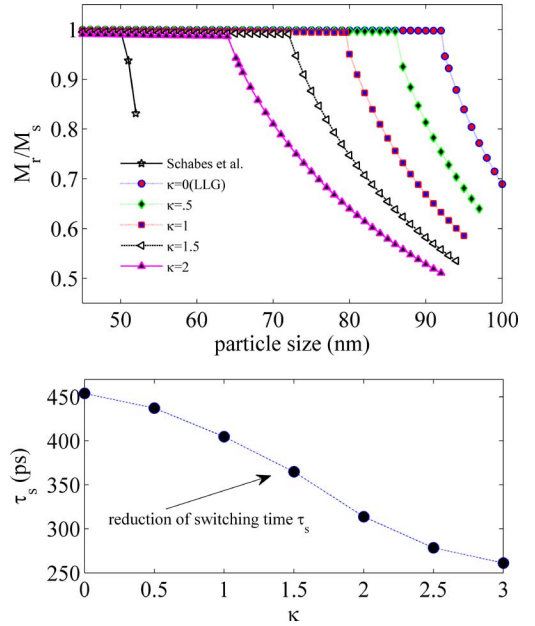 1
0.9
0.8
0.7
0.6
0.5
M_r/M_s
Schabes et al.
κ=0(LLG)
κ=.5
κ=1
κ=1.5
κ=2
50 60 70 80 90 100
particle size (nm)
450
400
350
300
250
τ_s (ps)
reduction of switching time τ_s
0 0.5 1 1.5 2 2.5 3
κ